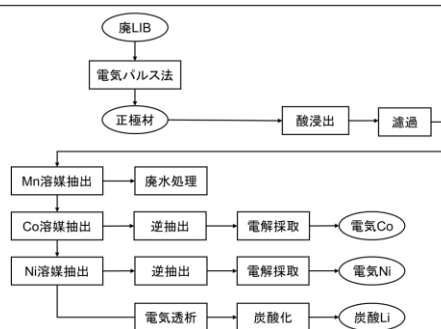 廃LIB
電気パルス法
正極材
酸浸出
濾過
Mn溶媒抽出
廃水処理
Co溶媒抽出
逆抽出
電解採取
電気Co
Ni溶媒抽出
逆抽出
電解採取
電気Ni
電気透析
炭酸化
炭酸Li